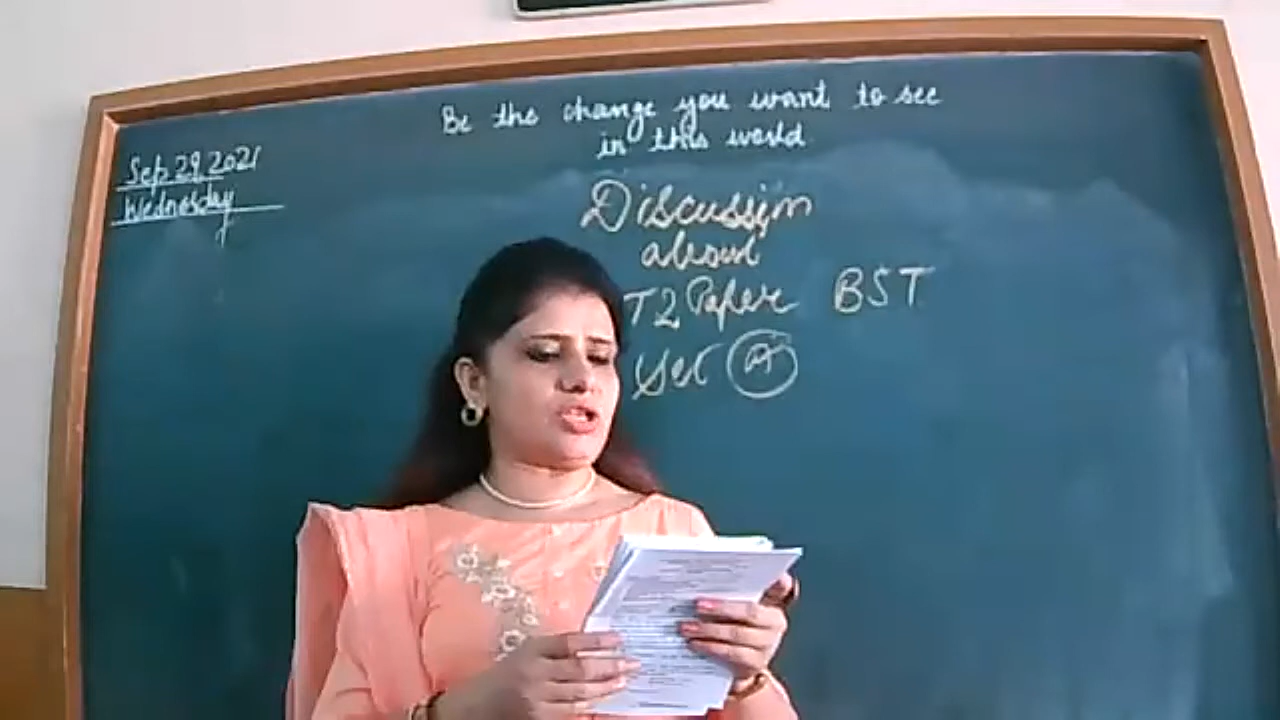 Be the change you want to see
in this world
Sep 29, 2021
Wednesday
Discussion
about
T2 Paper BST
Set A